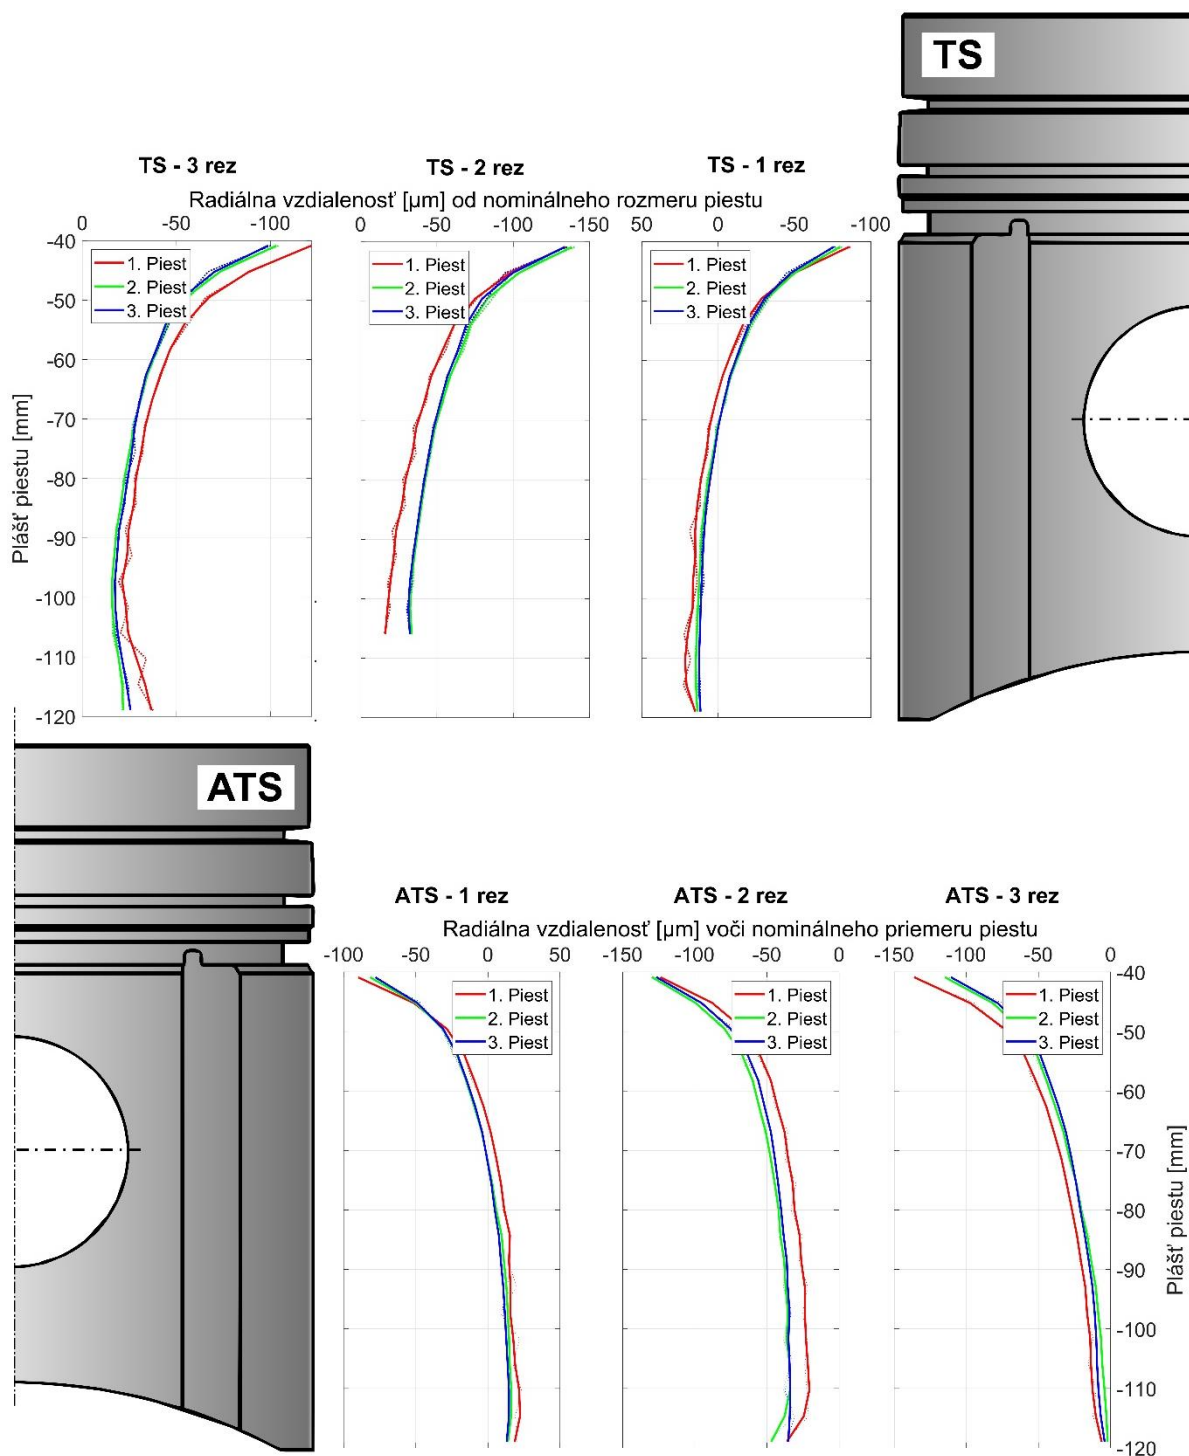 TS
TS - 3 rez
TS - 2 rez
TS - 1 rez
Radiálna vzdialenosť [µm] od nominálneho rozmeru piestu
0 -50 -100
0 -50 -100 -150
50 0 -50 -100
-40
-50
-60
-70
-80
-90
-100
-110
-120
Plášť piestu [mm]
1. Piest
2. Piest
3. Piest
1. Piest
2. Piest
3. Piest
1. Piest
2. Piest
3. Piest
ATS
ATS - 1 rez
ATS - 2 rez
ATS - 3 rez
Radiálna vzdialenosť [µm] voči nominálneho priemeru piestu
-100 -50 0 50
-150 -100 -50 0
-150 -100 -50 0
1. Piest
2. Piest
3. Piest
1. Piest
2. Piest
3. Piest
1. Piest
2. Piest
3. Piest
-40
-50
-60
-70
-80
-90
-100
-110
-120
Plášť piestu [mm]